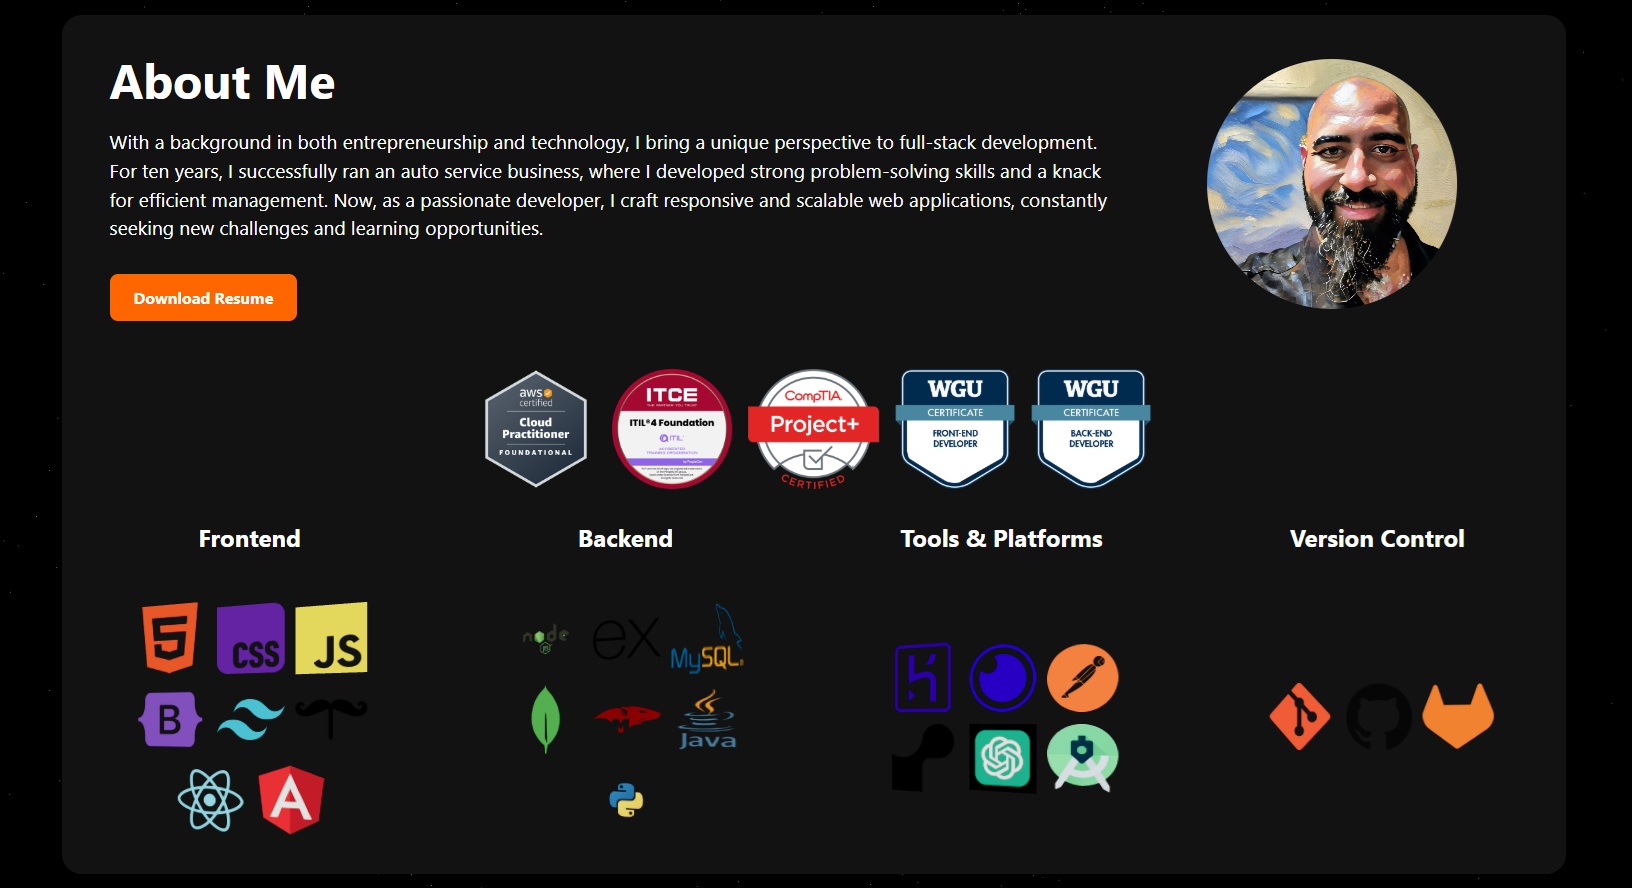 About Me
With a background in both entrepreneurship and technology, I bring a unique perspective to full-stack development.
For ten years, I successfully ran an auto service business, where I developed strong problem-solving skills and a knack
for efficient management. Now, as a passionate developer, I craft responsive and scalable web applications, constantly
seeking new challenges and learning opportunities.
Download Resume
aws
certified
Cloud
Practitioner
FOUNDATIONAL
ITCE
ITIL®4 Foundation
ITIL
CompTIA
Project+
CERTIFIED
WGU
CERTIFICATE
FRONT-END
DEVELOPER
WGU
CERTIFICATE
BACK-END
DEVELOPER
Frontend
Backend
Tools & Platforms
Version Control
5
CSS
JS
node
JS
ex
MySQL
B
Java
A